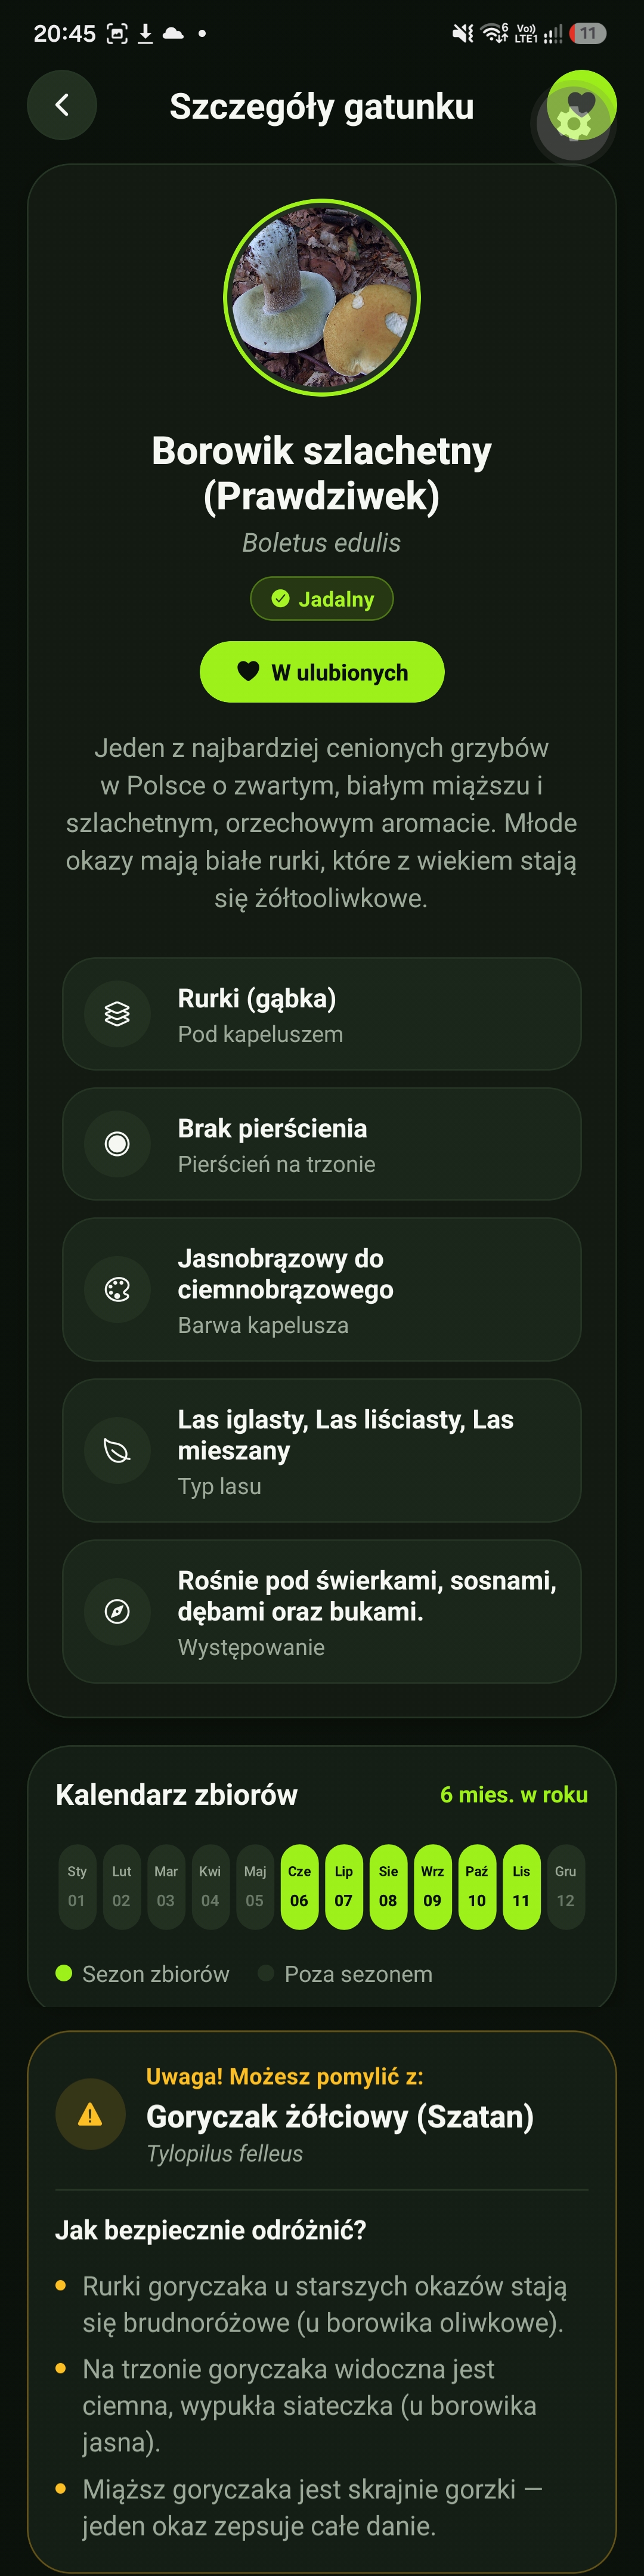 20:45
Vo))
LTE1
6
11
Szczegóły gatunku
Borowik szlachetny
(Prawdziwek)
Boletus edulis
Jadalny
W ulubionych
Jeden z najbardziej cenionych grzybów
w Polsce o zwartym, białym miąższu i
szlachetnym, orzechowym aromacie. Młode
okazy mają białe rurki, które z wiekiem stają
się żółtooliwkowe.
Rurki (gąbka)
Pod kapeluszem
Brak pierścienia
Pierścień na trzonie
Jasnobrązowy do
ciemnobrązowego
Barwa kapelusza
Las iglasty, Las liściasty, Las
mieszany
Typ lasu
Rośnie pod świerkami, sosnami,
dębami oraz bukami.
Występowanie
Kalendarz zbiorów 6 mies. w roku
Sty Lut Mar Kwi Maj Cze Lip Sie Wrz Paź Lis Gru
01 02 03 04 05 06 07 08 09 10 11 12
Sezon zbiorów Poza sezonem
Uwaga! Możesz pomylić z:
Goryczak żółciowy (Szatan)
Tylopilus felleus
Jak bezpiecznie odróżnić?
Rurki goryczaka u starszych okazów stają
się brudnoróżowe (u borowika oliwkowe).
Na trzonie goryczaka widoczna jest
ciemna, wypukła siateczka (u borowika
jasna).
Miąższ goryczaka jest skrajnie gorzki —
jeden okaz zepsuje całe danie.